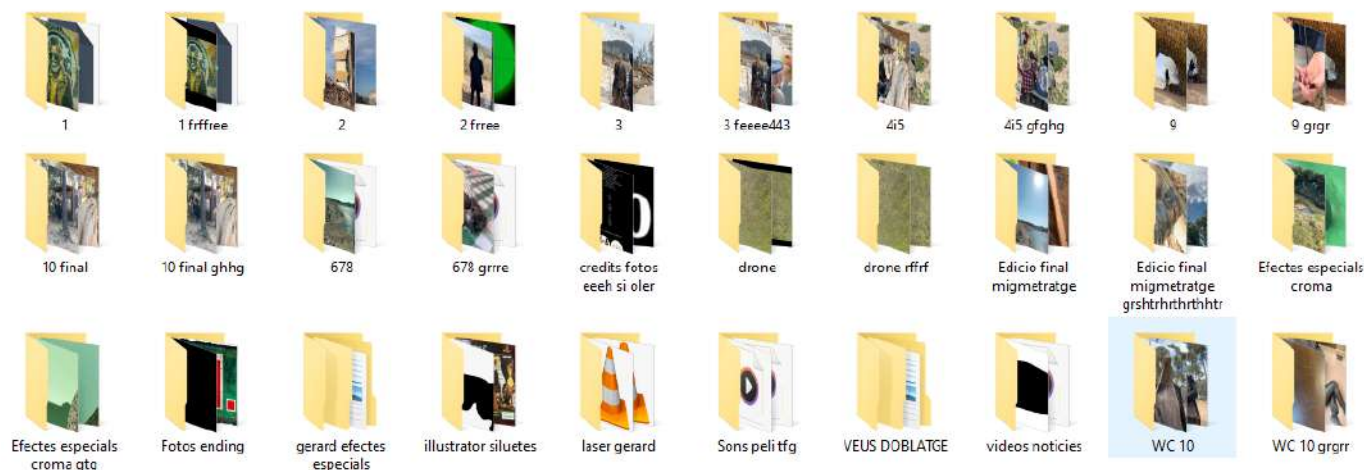 1
1 frffree
2
2 frree
3
3 feeee443
4i5
4i5 gfghg
9
9 grgr
10 final
10 final ghhg
678
678 grrre
credits fotos
eeeh si oler
drone
drone rffrf
Edicio final
migmetratge
Edicio final
migmetratge
grshtrhrthrthhtr
Efectes especials
croma
Efectes especials
croma gtg
Fotos ending
gerard efectes
especials
illustrator siluetes
laser gerard
Sons peli tfg
VEUS DOBLATGE
videos noticies
WC 10
WC 10 grgrr